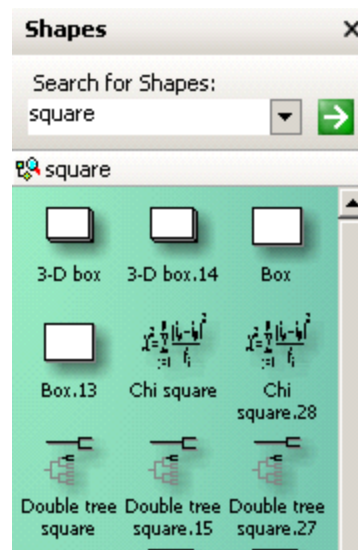 Shapes
Search for Shapes:
square
square
3-D box 3-D box.14 Box
Box.13 Chi square Chi
square.28
Double tree Double tree Double tree
square square.15 square.27